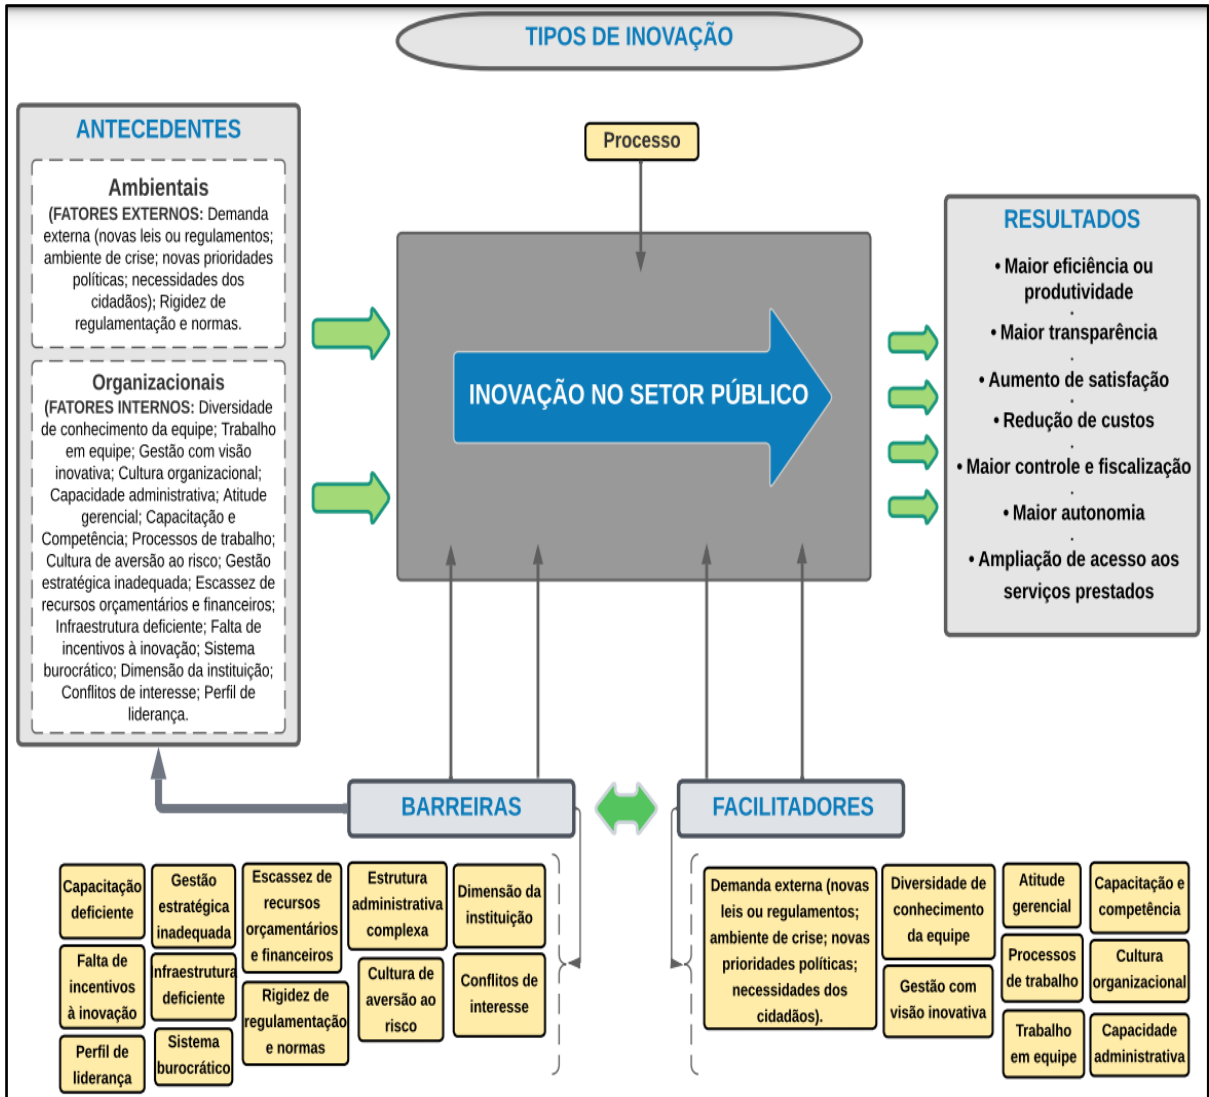 TIPOS DE INOVAÇÃO
ANTECEDENTES
Ambientais
(FATORES EXTERNOS: Demanda
externa (novas leis ou regulamentos;
ambiente de crise; novas prioridades
políticas; necessidades dos
cidadãos); Rigidez de
regulamentação e normas.
Organizacionais
(FATORES INTERNOS: Diversidade
de conhecimento da equipe; Trabalho
em equipe; Gestão com visão
inovativa; Cultura organizacional;
Capacidade administrativa; Atitude
gerencial; Capacitação e
Competência; Processos de trabalho;
Cultura de aversão ao risco; Gestão
estratégica inadequada; Escassez de
recursos orçamentários e financeiros;
Infraestrutura deficiente; Falta de
incentivos à inovação; Sistema
burocrático; Dimensão da instituição;
Conflitos de interesse; Perfil de
liderança.
Processo
INOVAÇÃO NO SETOR PÚBLICO
RESULTADOS
• Maior eficiência ou
produtividade
• Maior transparência
• Aumento de satisfação
• Redução de custos
• Maior controle e fiscalização
• Maior autonomia
• Ampliação de acesso aos
serviços prestados
BARREIRAS
Capacitação
deficiente
Gestão
estratégica
inadequada
Escassez de
recursos
orçamentários
e financeiros
Estrutura
administrativa
complexa
Dimensão da
instituição
Falta de
incentivos
à inovação
Infraestrutura
deficiente
Rigidez de
regulamentação
e normas
Cultura de
aversão ao
risco
Conflitos de
interesse
Perfil de
liderança
Sistema
burocrático
FACILITADORES
Demanda externa (novas
leis ou regulamentos;
ambiente de crise; novas
prioridades políticas;
necessidades dos
cidadãos).
Diversidade de
conhecimento
da equipe
Atitude
gerencial
Capacitação e
competência
Gestão com
visão inovativa
Processos
de trabalho
Cultura
organizacional
Trabalho
em equipe
Capacidade
administrativa